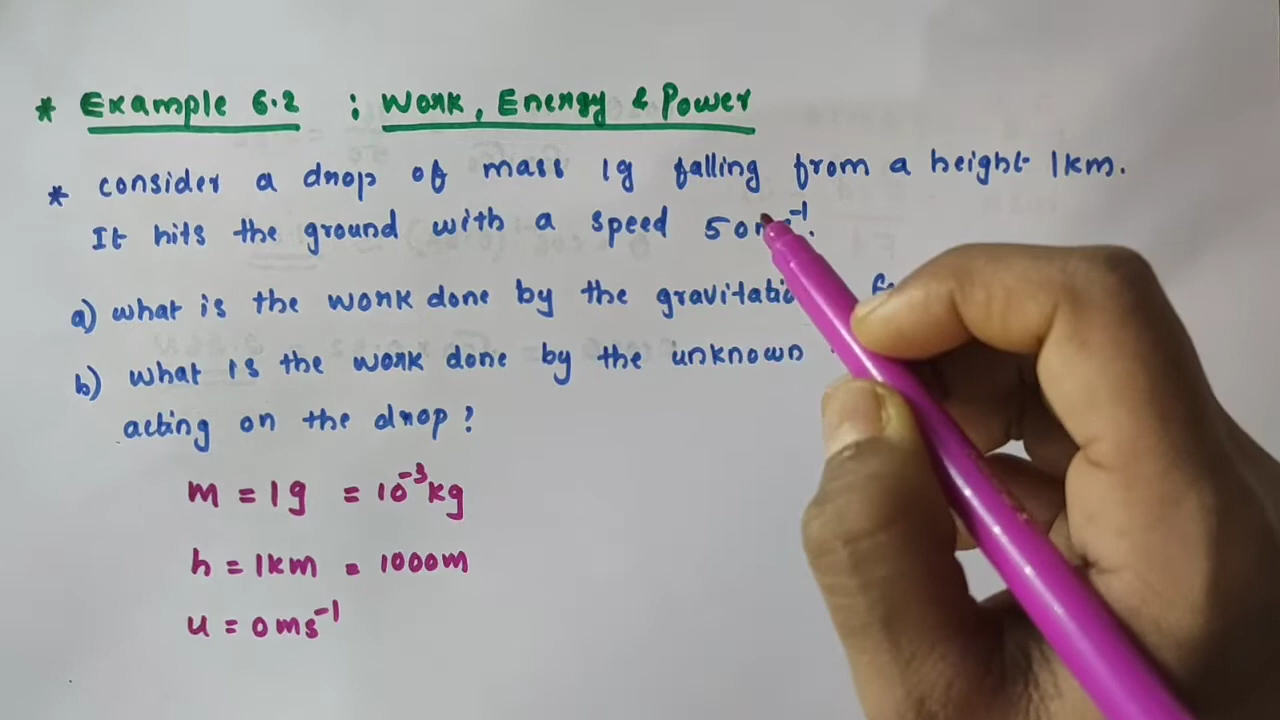 * Example 6.2 : Work, Energy & Power
* consider a drop of mass 1g falling from a height 1km.
It hits the ground with a speed 50ms⁻¹.
a) what is the work done by the
b) what is the work done by the unknown
acting on the drop?
m = 1g = 10⁻³kg
h = 1km = 1000m
u = 0ms⁻¹